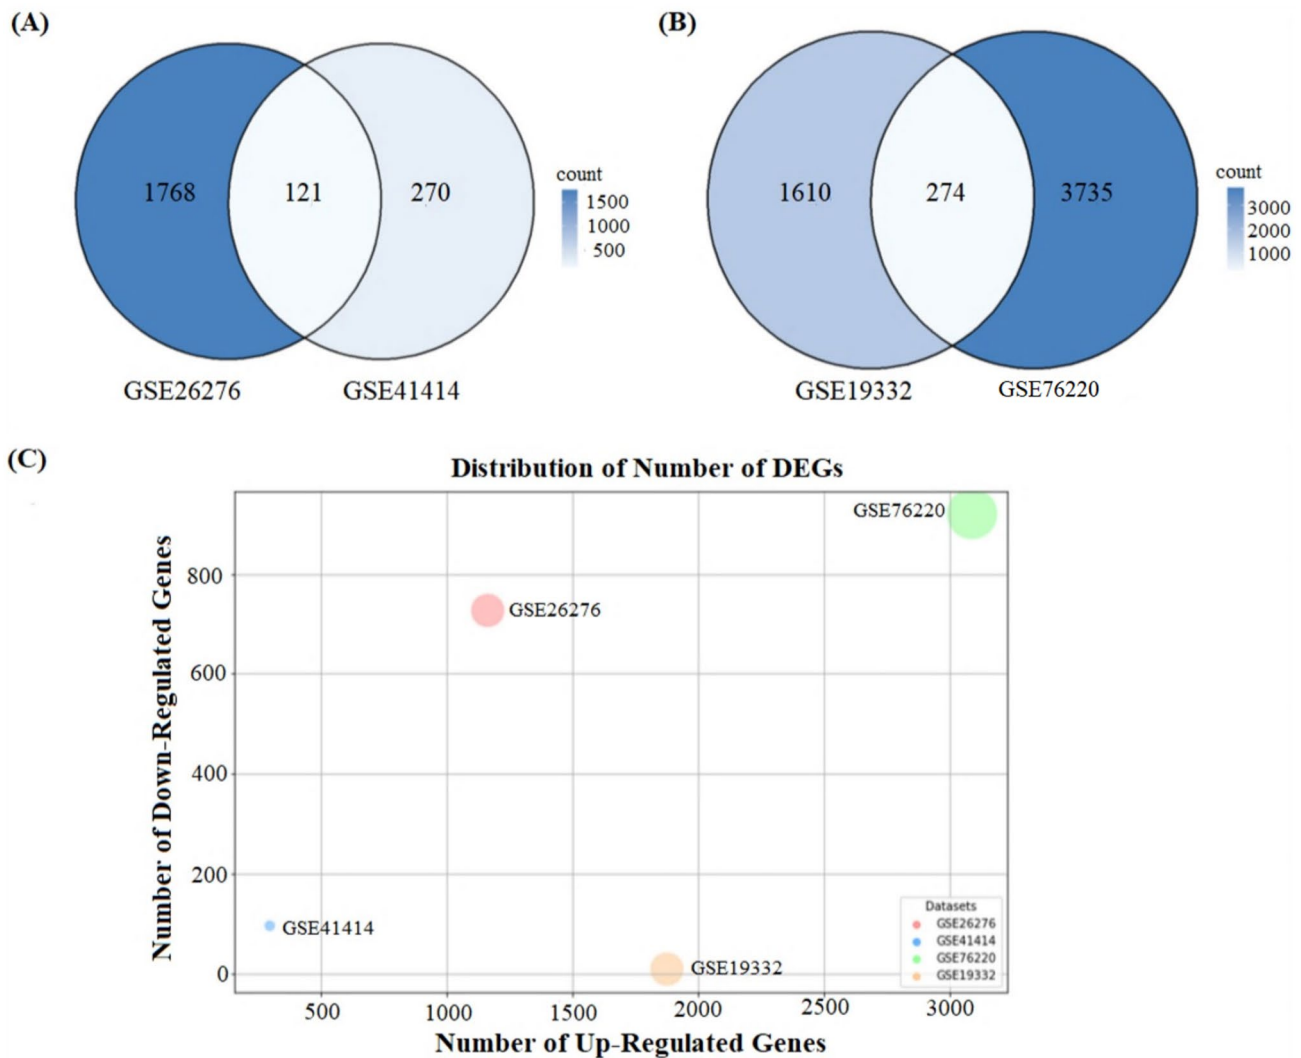 (A)
1768
121
270
count
1500
1000
500
GSE26276
GSE41414
(B)
1610
274
3735
count
3000
2000
1000
GSE19332
GSE76220
(C)
Distribution of Number of DEGs
Number of Down-Regulated Genes
800
600
400
200
0
GSE76220
GSE26276
GSE41414
GSE19332
Datasets
GSE26276
GSE41414
GSE76220
GSE19332
500
1000
1500
2000
2500
3000
Number of Up-Regulated Genes